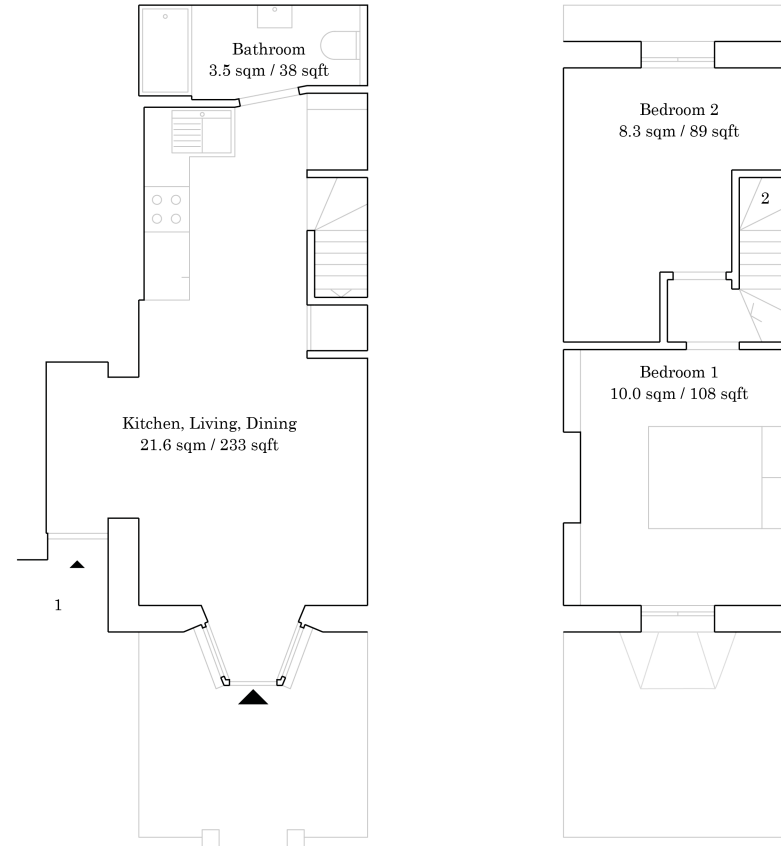 Bathroom
3.5 sqm / 38 sqft
Kitchen, Living, Dining
21.6 sqm / 233 sqft
1
Bedroom 2
8.3 sqm / 89 sqft
2
Bedroom 1
10.0 sqm / 108 sqft